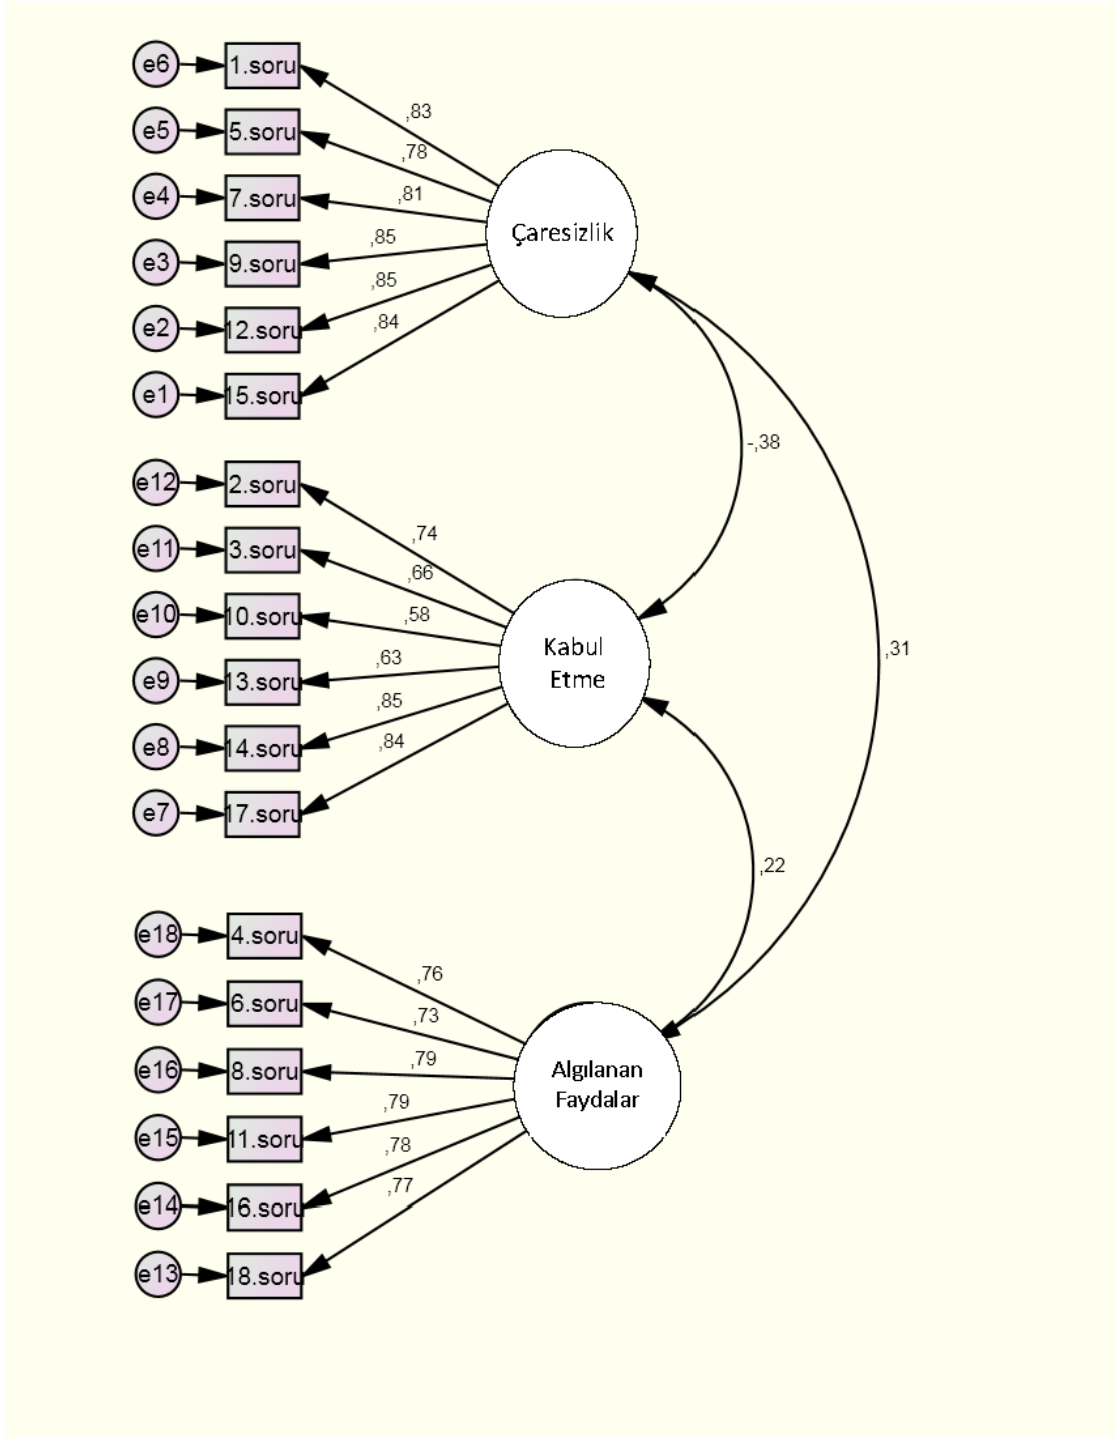 e6 1.soru
,83
e5 5.soru
,78
e4 7.soru
,81
e3 9.soru
,85
e2 12.soru
,85
e1 15.soru
,84
Çaresizlik
-,38
,31
e12 2.soru
,74
e11 3.soru
,66
e10 10.soru
,58
e9 13.soru
,63
e8 14.soru
,85
e7 17.soru
,84
Kabul
Etme
,22
e18 4.soru
,76
e17 6.soru
,73
e16 8.soru
,79
e15 11.soru
,79
e14 16.soru
,78
e13 18.soru
,77
Algılanan
Faydalar